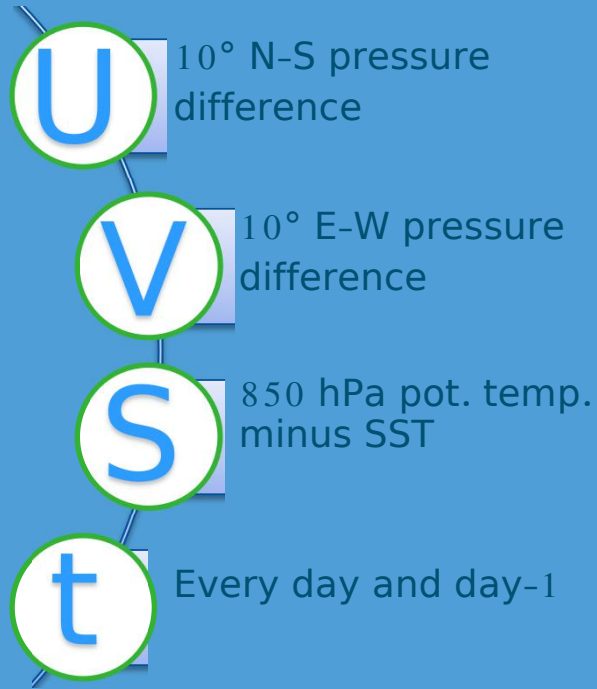 U
10° N-S pressure
difference
V
10° E-W pressure
difference
S
850 hPa pot. temp.
minus SST
t
Every day and day-1